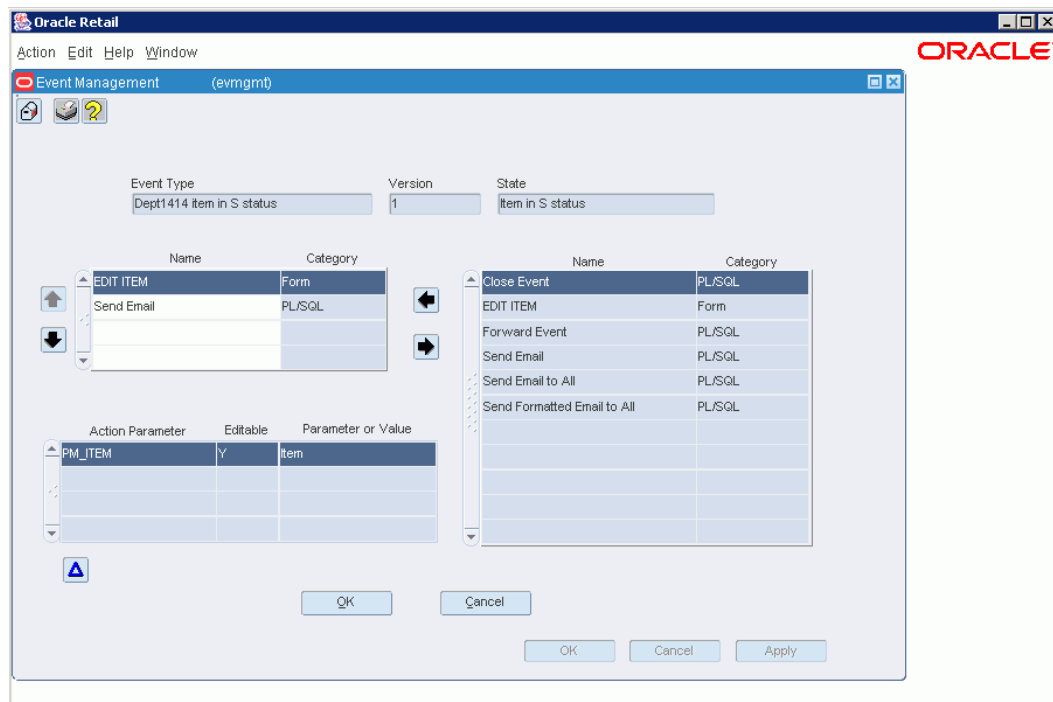 Oracle Retail
Action Edit Help Window
ORACLE
Event Management (evmgmt)
Event Type Version State
Dept1414 item in S status 1 Item in S status
Name Category Name Category
EDIT ITEM Form Close Event PL/SQL
Send Email PL/SQL EDIT ITEM Form
Forward Event PL/SQL
Send Email PL/SQL
Send Email to All PL/SQL
Send Formatted Email to All PL/SQL
Action Parameter Editable Parameter or Value
PM_ITEM Y Item
OK Cancel
OK Cancel Apply